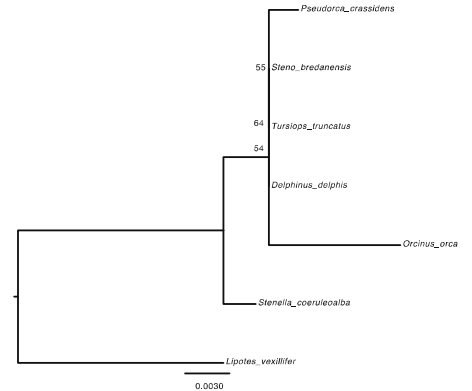 Pseudorca_crassidens
55 Steno_bredanensis
64 Tursiops_truncatus
54
Delphinus_delphis
Orcinus_orca
Stenella_coeruleoalba
Lipotes_vexillifer
0.0030